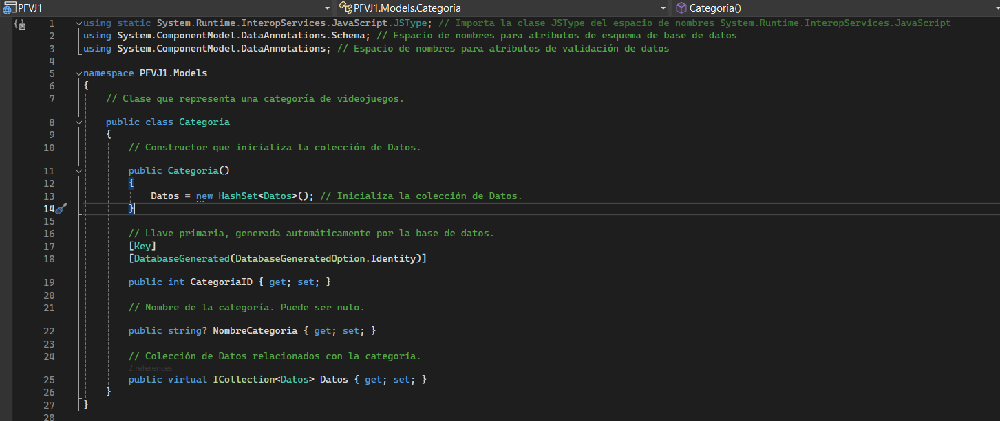 PFVJ1 PFVJ1.Models.Categoria Categoria()
1 using static System.Runtime.InteropServices.JavaScript.JSType; // Importa la clase JSType del espacio de nombres System.Runtime.InteropServices.JavaScript
2 using System.ComponentModel.DataAnnotations.Schema; // Espacio de nombres para atributos de esquema de base de datos
3 using System.ComponentModel.DataAnnotations; // Espacio de nombres para atributos de validación de datos
4
5 namespace PFVJ1.Models
6 {
7 // Clase que representa una categoría de videojuegos.
8 public class Categoria
9 {
10 // Constructor que inicializa la colección de Datos.
11 public Categoria()
12 {
13 Datos = new HashSet<Datos>(); // Inicializa la colección de Datos.
14 }
15
16 // Llave primaria, generada automáticamente por la base de datos.
17 [Key]
18 [DatabaseGenerated(DatabaseGeneratedOption.Identity)]
19 public int CategoriaID { get; set; }
20
21 // Nombre de la categoría. Puede ser nulo.
22 public string? NombreCategoria { get; set; }
23
24 // Colección de Datos relacionados con la categoría.
2 references
25 public virtual ICollection<Datos> Datos { get; set; }
26 }
27 }
28